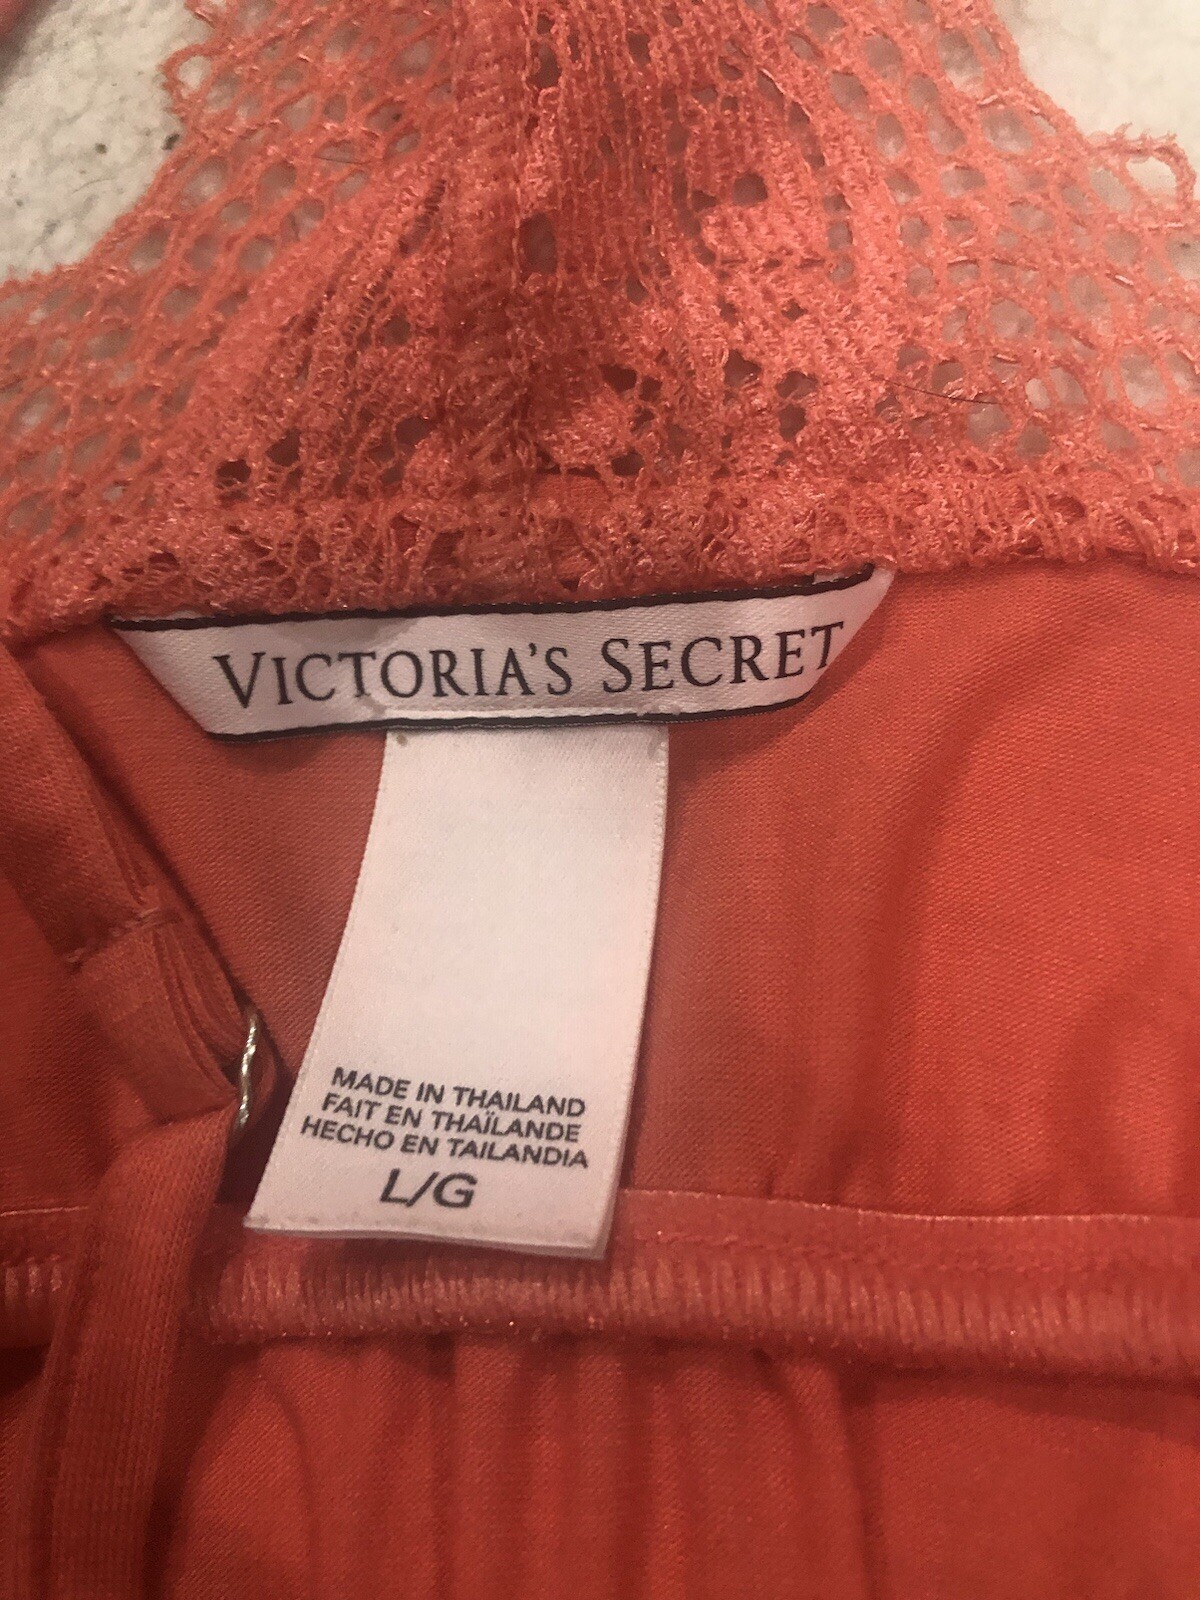 VICTORIA'S SECRET
MADE IN THAILAND
FAIT EN THAÏLANDE
HECHO EN TAILANDIA
L/G